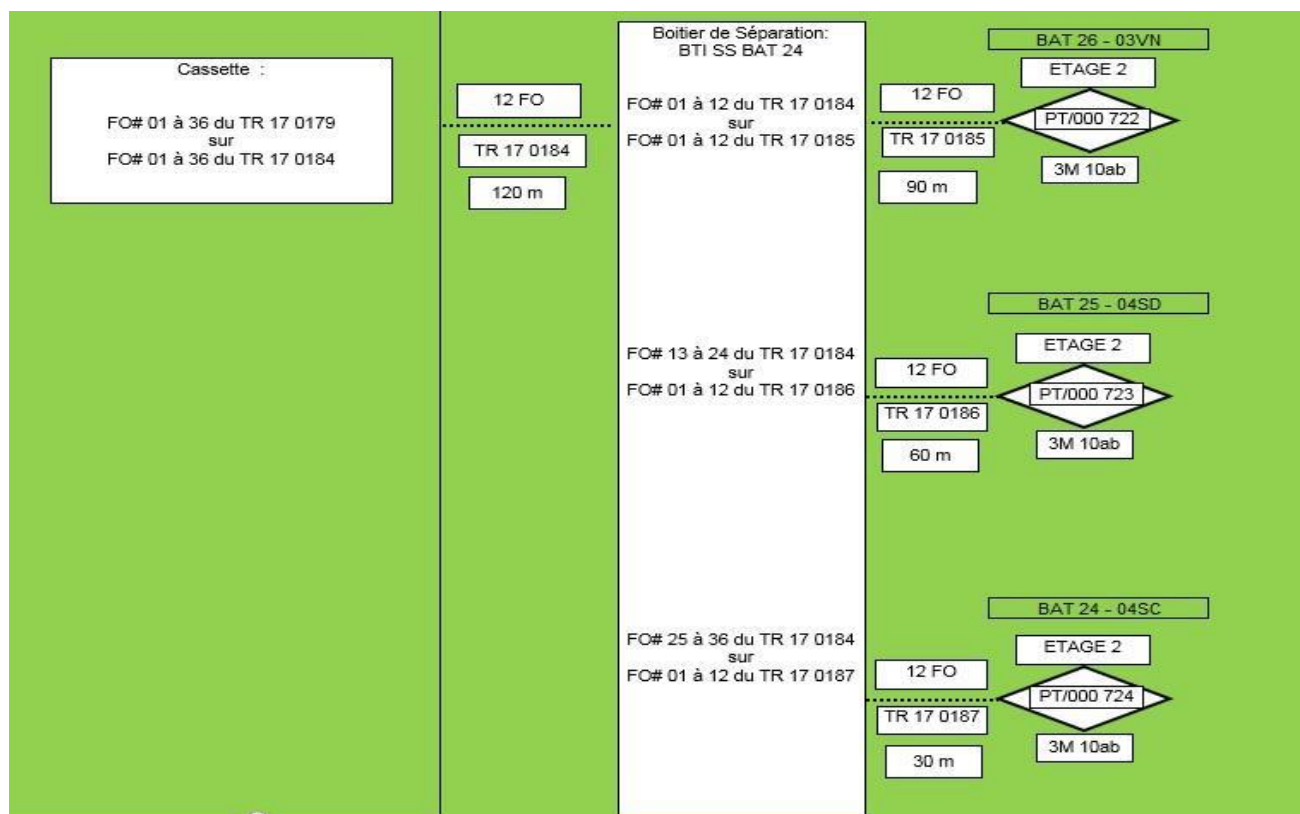 Cassette :
FO# 01 à 36 du TR 17 0179
sur
FO# 01 à 36 du TR 17 0184
12 FO
TR 17 0184
120 m
Boitier de Séparation:
BTI SS BAT 24
FO# 01 à 12 du TR 17 0184
sur
FO# 01 à 12 du TR 17 0185
12 FO
TR 17 0185
90 m
BAT 26 - 03VN
ETAGE 2
PT/000 722
3M 10ab
FO# 13 à 24 du TR 17 0184
sur
FO# 01 à 12 du TR 17 0186
12 FO
TR 17 0186
60 m
BAT 25 - 04SD
ETAGE 2
PT/000 723
3M 10ab
FO# 25 à 36 du TR 17 0184
sur
FO# 01 à 12 du TR 17 0187
12 FO
TR 17 0187
30 m
BAT 24 - 04SC
ETAGE 2
PT/000 724
3M 10ab